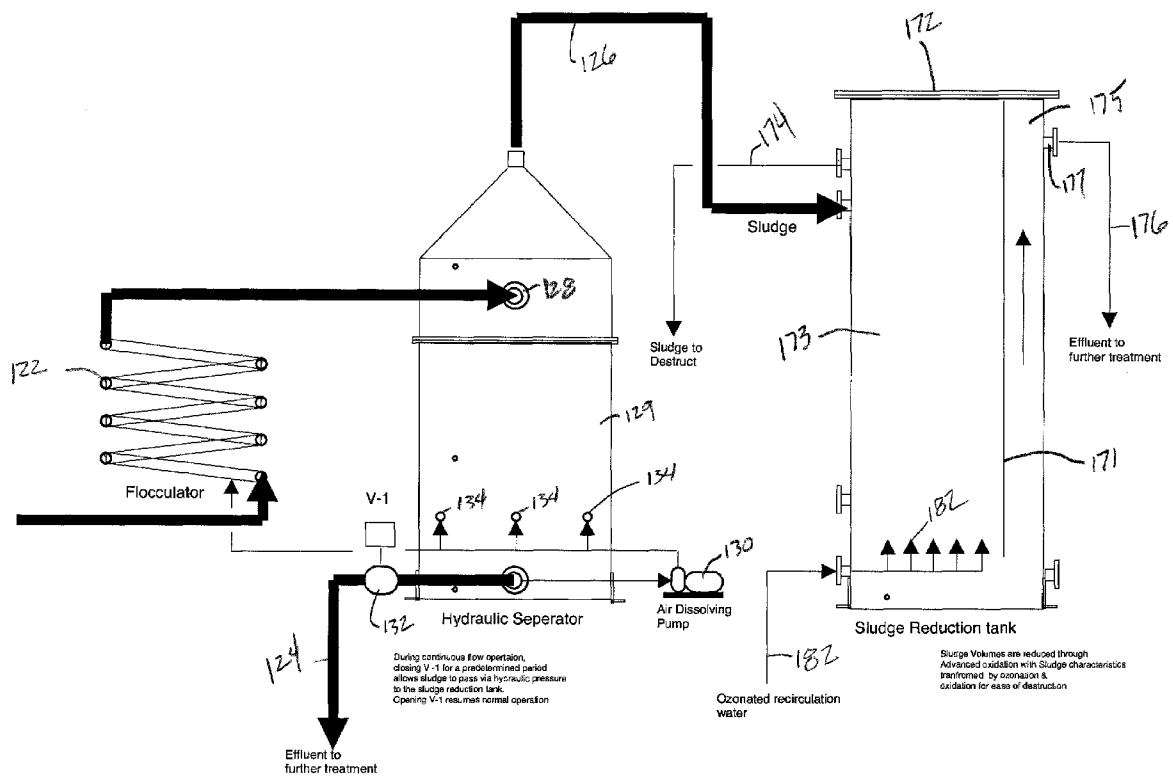 126
172
174
175
177
176
Sludge
128
Sludge to
Destruct
173
Effluent to
further treatment
122
129
Flocculator
V-1
134
134
134
171
182
130
Air Dissolving
Pump
132
Hydraulic Seperator
Sludge Reduction tank
124
During continuous flow opertaion,
closing V-1 for a predetermined period
allows sludge to pass via hydraulic pressure
to the sludge reduction tank.
Opening V-1 resumes normal operation
182
Ozonated recirculation
water
Sludge Volumes are reduced through
Advanced oxidation with Sludge characteristics
tranfromed by ozonation &
oxidation for ease of destruction
Effluent to
further treatment